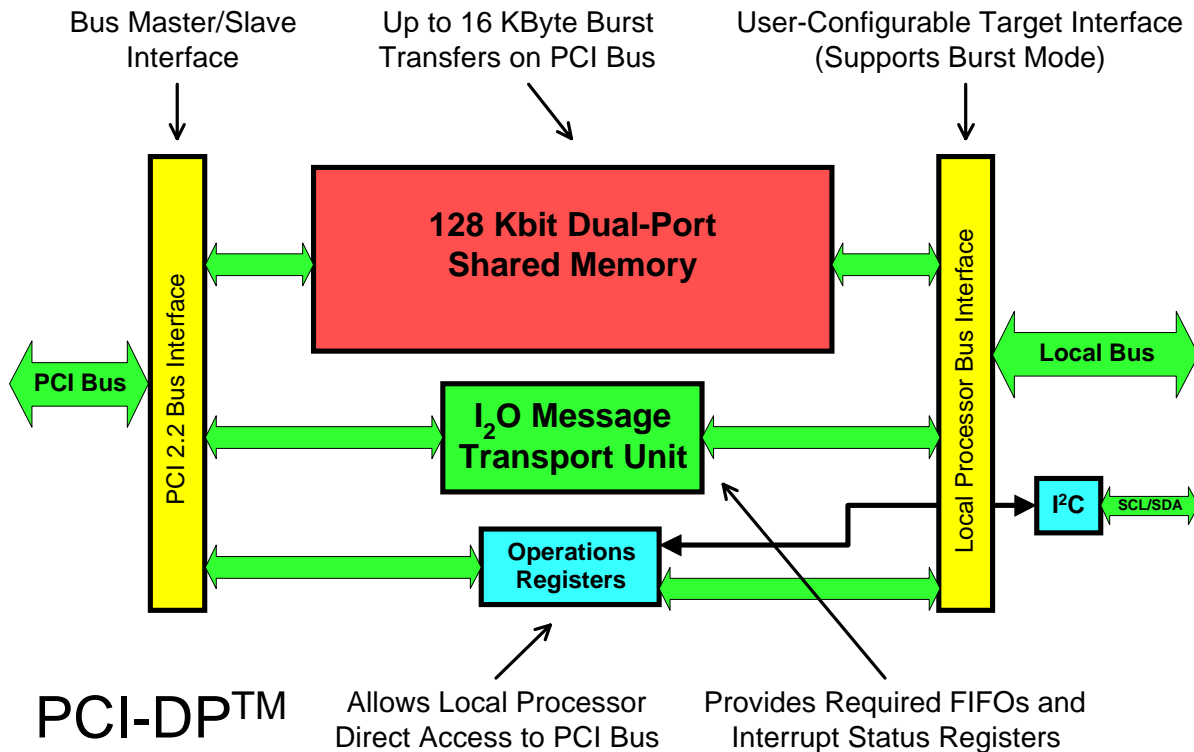 Bus Master/Slave
Interface
Up to 16 KByte Burst
Transfers on PCI Bus
User-Configurable Target Interface
(Supports Burst Mode)
128 Kbit Dual-Port
Shared Memory
PCI 2.2 Bus Interface
Local Processor Bus Interface
PCI Bus
Local Bus
I₂O Message
Transport Unit
I²C
SCL/SDA
Operations
Registers
PCI-DP™
Allows Local Processor
Direct Access to PCI Bus
Provides Required FIFOs and
Interrupt Status Registers